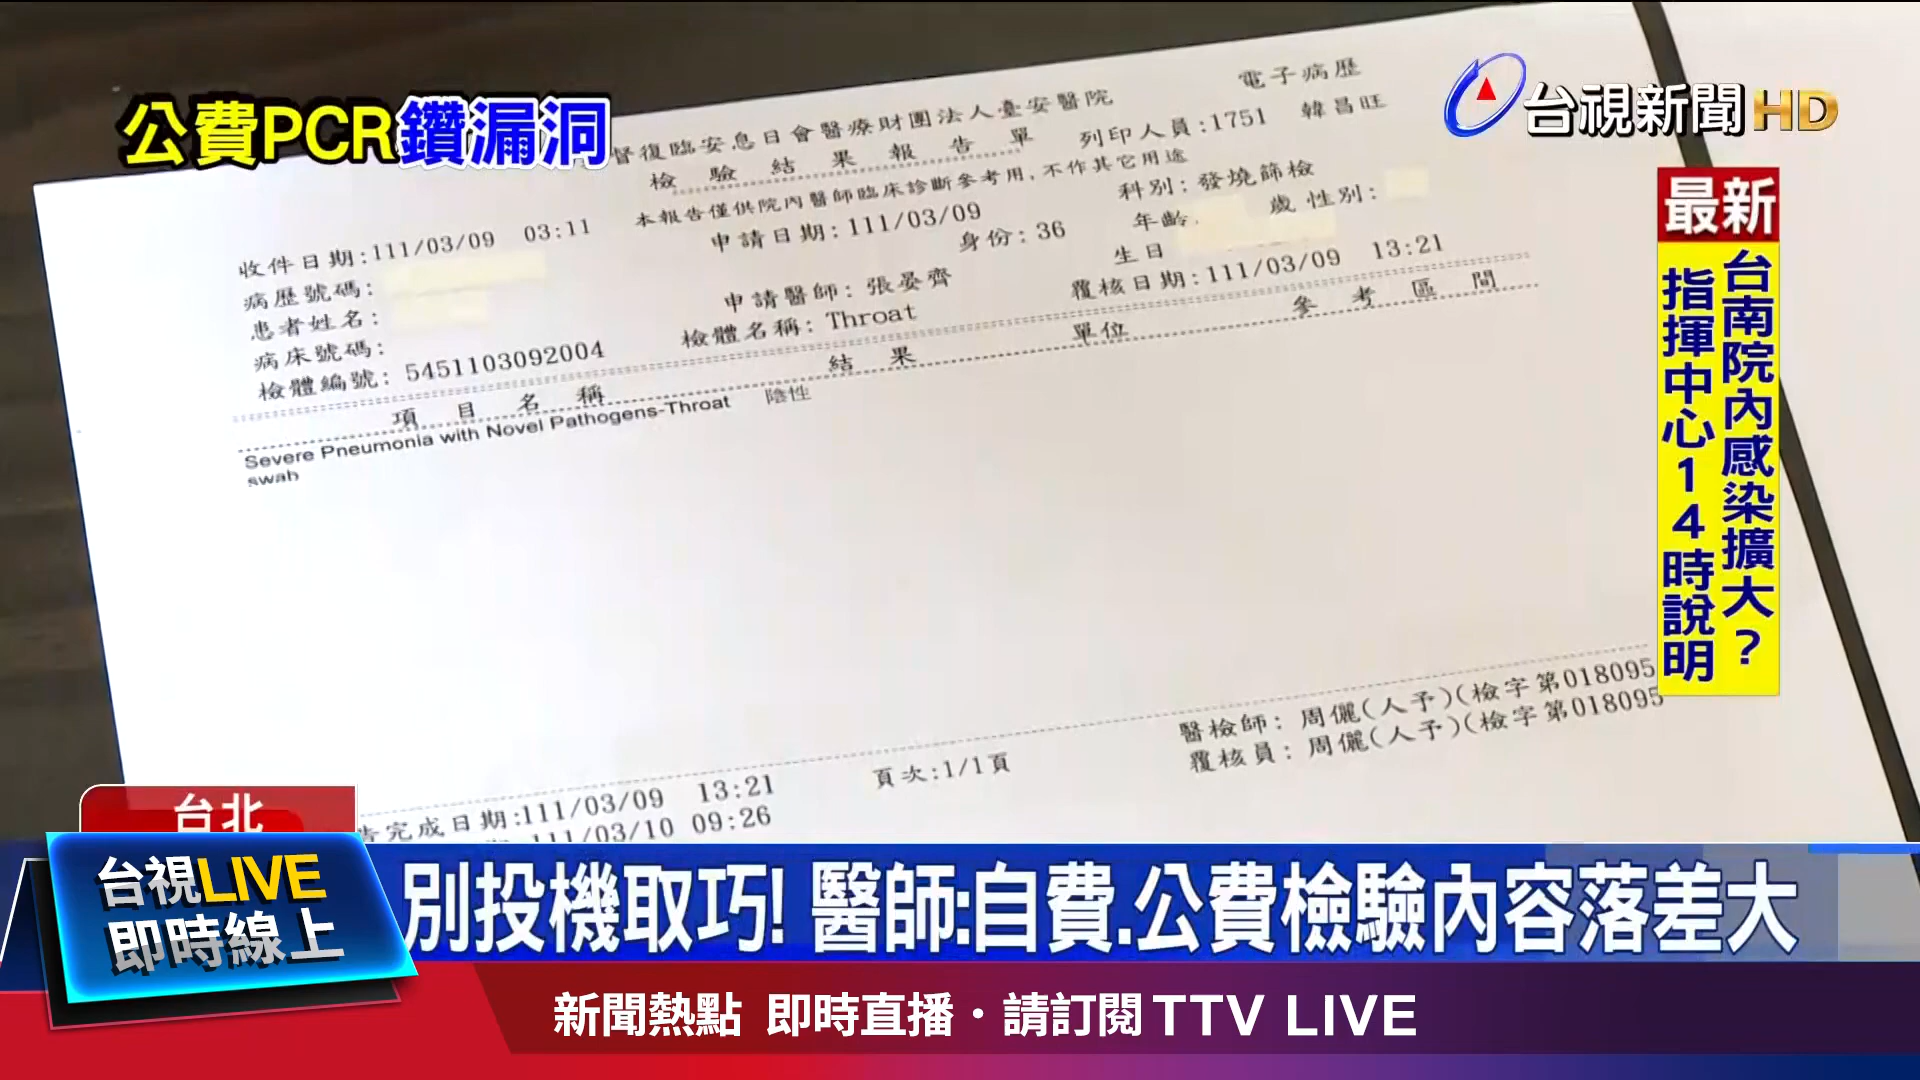 公費PCR鑽漏洞
台視新聞HD
最新
台南院內感染擴大?
指揮中心14時說明
電子病歷
督復臨安息日會醫療財團法人臺安醫院
檢驗結果報告單
列印人員:1751 韓昌旺
本報告僅供院內醫師臨床診斷參考用,不作其它用途
收件日期:111/03/09 03:11
申請日期:111/03/09
科別:發燒篩檢
病歷號碼:
身份:36
年齡 歲 性別:
患者姓名:
申請醫師:張晏齊
生日
病床號碼:
檢體名稱:Throat
覆核日期:111/03/09 13:21
檢體編號:5451103092004
項目名稱 結果 單位 參考區間
Severe Pneumonia with Novel Pathogens-Throat 陰性
swab
醫檢師:周儷(人予)(檢字第018095
覆核員:周儷(人予)(檢字第018095
告完成日期:111/03/09 13:21
頁次:1/1頁
111/03/10 09:26
台北
台視LIVE
即時線上
別投機取巧! 醫師:自費.公費檢驗內容落差大
新聞熱點 即時直播・請訂閱TTV LIVE